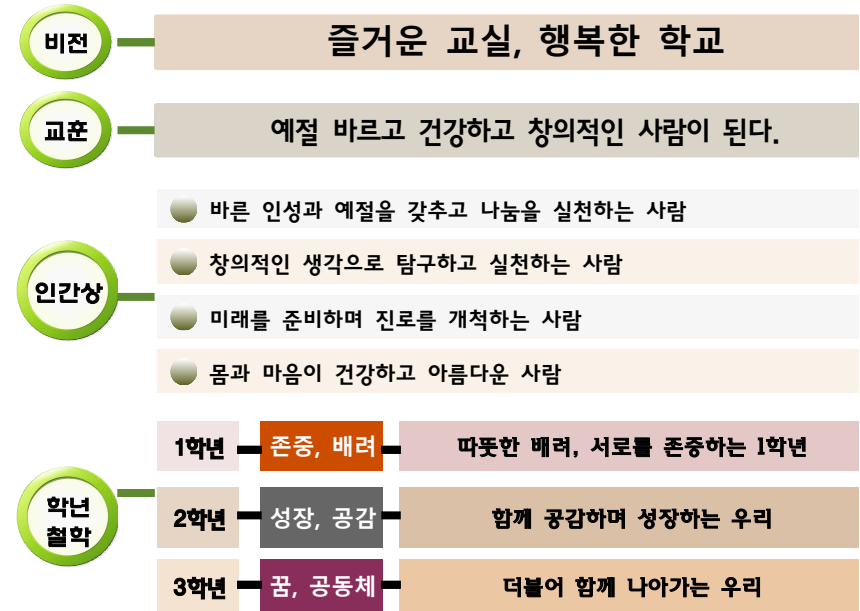 비전
즐거운 교실, 행복한 학교
교훈
예절 바르고 건강하고 창의적인 사람이 된다.
인간상
바른 인성과 예절을 갖추고 나눔을 실천하는 사람
창의적인 생각으로 탐구하고 실천하는 사람
미래를 준비하며 진로를 개척하는 사람
몸과 마음이 건강하고 아름다운 사람
학년
철학
1학년 존중, 배려 따뜻한 배려, 서로를 존중하는 1학년
2학년 성장, 공감 함께 공감하며 성장하는 우리
3학년 꿈, 공동체 더불어 함께 나아가는 우리